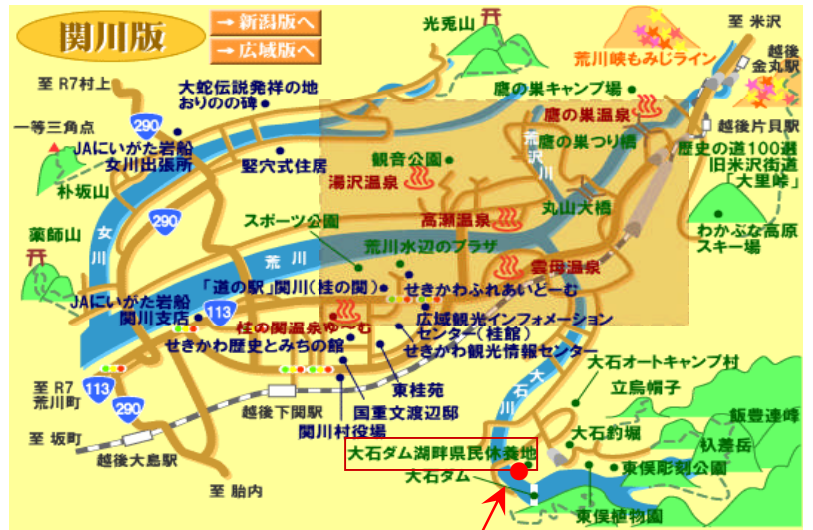 関川版
→ 新潟版へ
→ 広域版へ
光兎山
至 米沢
荒川峡もみじライン
越後
金丸駅
至 R7村上
大蛇伝説発祥の地
おりのの碑
鷹の巣キャンプ場
290
鷹の巣温泉
一等三角点
JAにいがた岩船
女川出張所
竪穴式住居
観音公園
荒沢川
鷹の巣つり橋
越後片貝駅
歴史の道100選
旧米沢街道
「大里峠」
朴坂山
湯沢温泉
丸山大橋
290
スポーツ公園
高瀬温泉
わかぶな高原
スキー場
薬師山
女川
荒川
荒川水辺のプラザ
雲母温泉
「道の駅」関川(桂の関)
せきかわふれあいどーむ
JAにいがた岩船
関川支店
113
桂の関温泉ゆ〜む
広域観光インフォメーション
センター(桂館)
せきかわ歴史とみちの館
せきかわ観光情報センター
至 R7
荒川町
113
290
東桂苑
大石川
大石オートキャンプ村
立烏帽子
越後下関駅
国重文渡辺邸
関川村役場
飯豊連峰
至 坂町
大石釣堀
杁差岳
越後大島駅
大石ダム湖畔県民休養地
大石ダム
東俣彫刻公園
至 胎内
東俣植物園